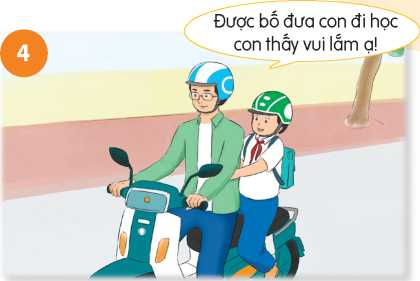 Được bố đưa con đi học
con thấy vui lắm ạ!
4